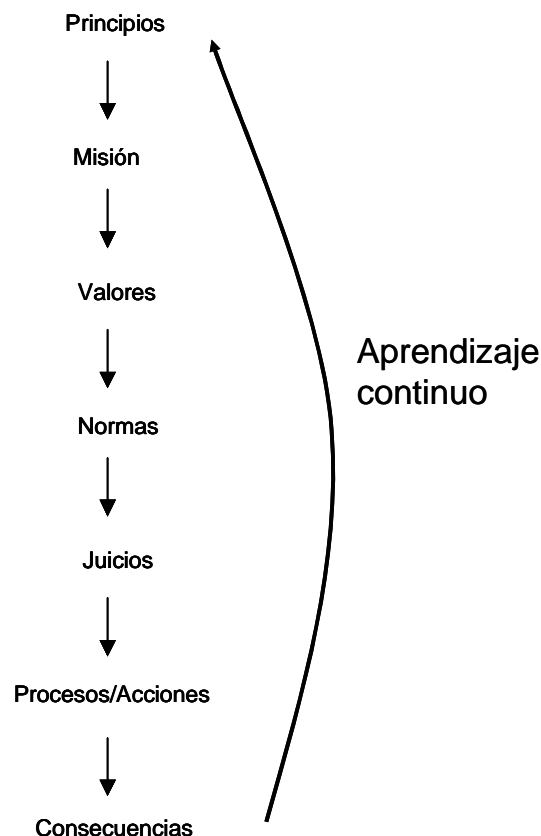 Principios
Misión
Valores
Aprendizaje
continuo
Normas
Juicios
Procesos/Acciones
Consecuencias